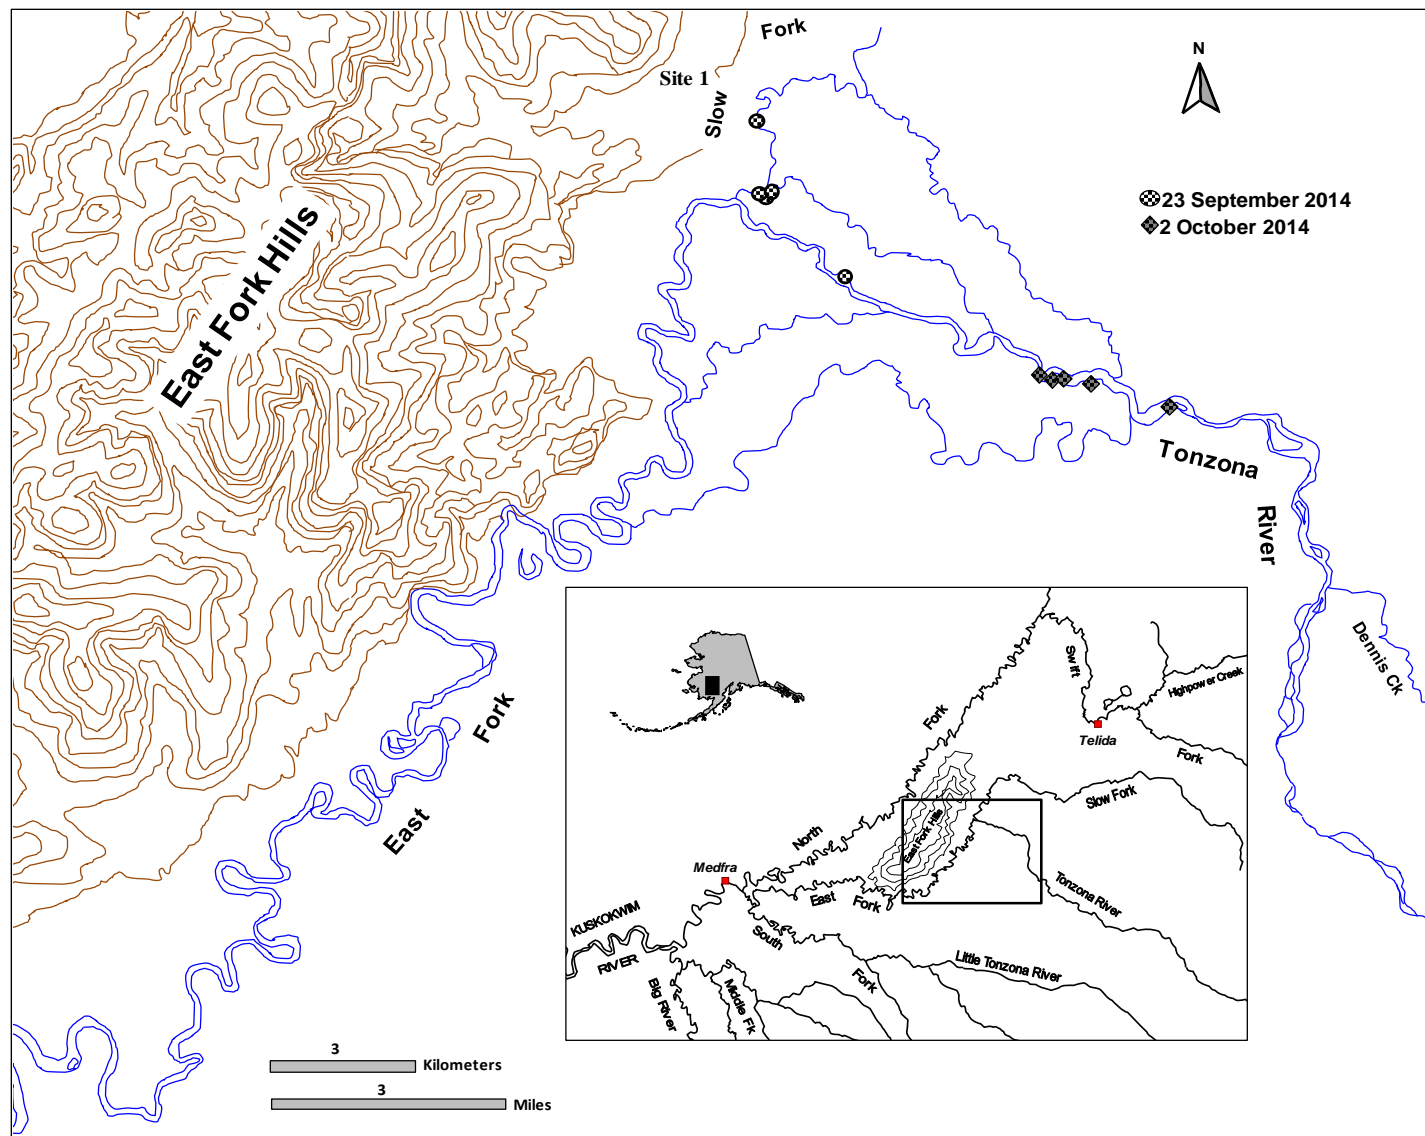 Fork
Site 1
Slow
N
23 September 2014
2 October 2014
East Fork Hills
Tonzona
River
Dennis Ck
Fork
East
Swift
Highpower Creek
Telida
Fork
Fork
Slow Fork
East Fork Hills
North
Medfra
East
Fork
Tonzona River
KUSKOKWIM
RIVER
South
Fork
Little Tonzona River
Big River
Middle Fk
3
Kilometers
3
Miles